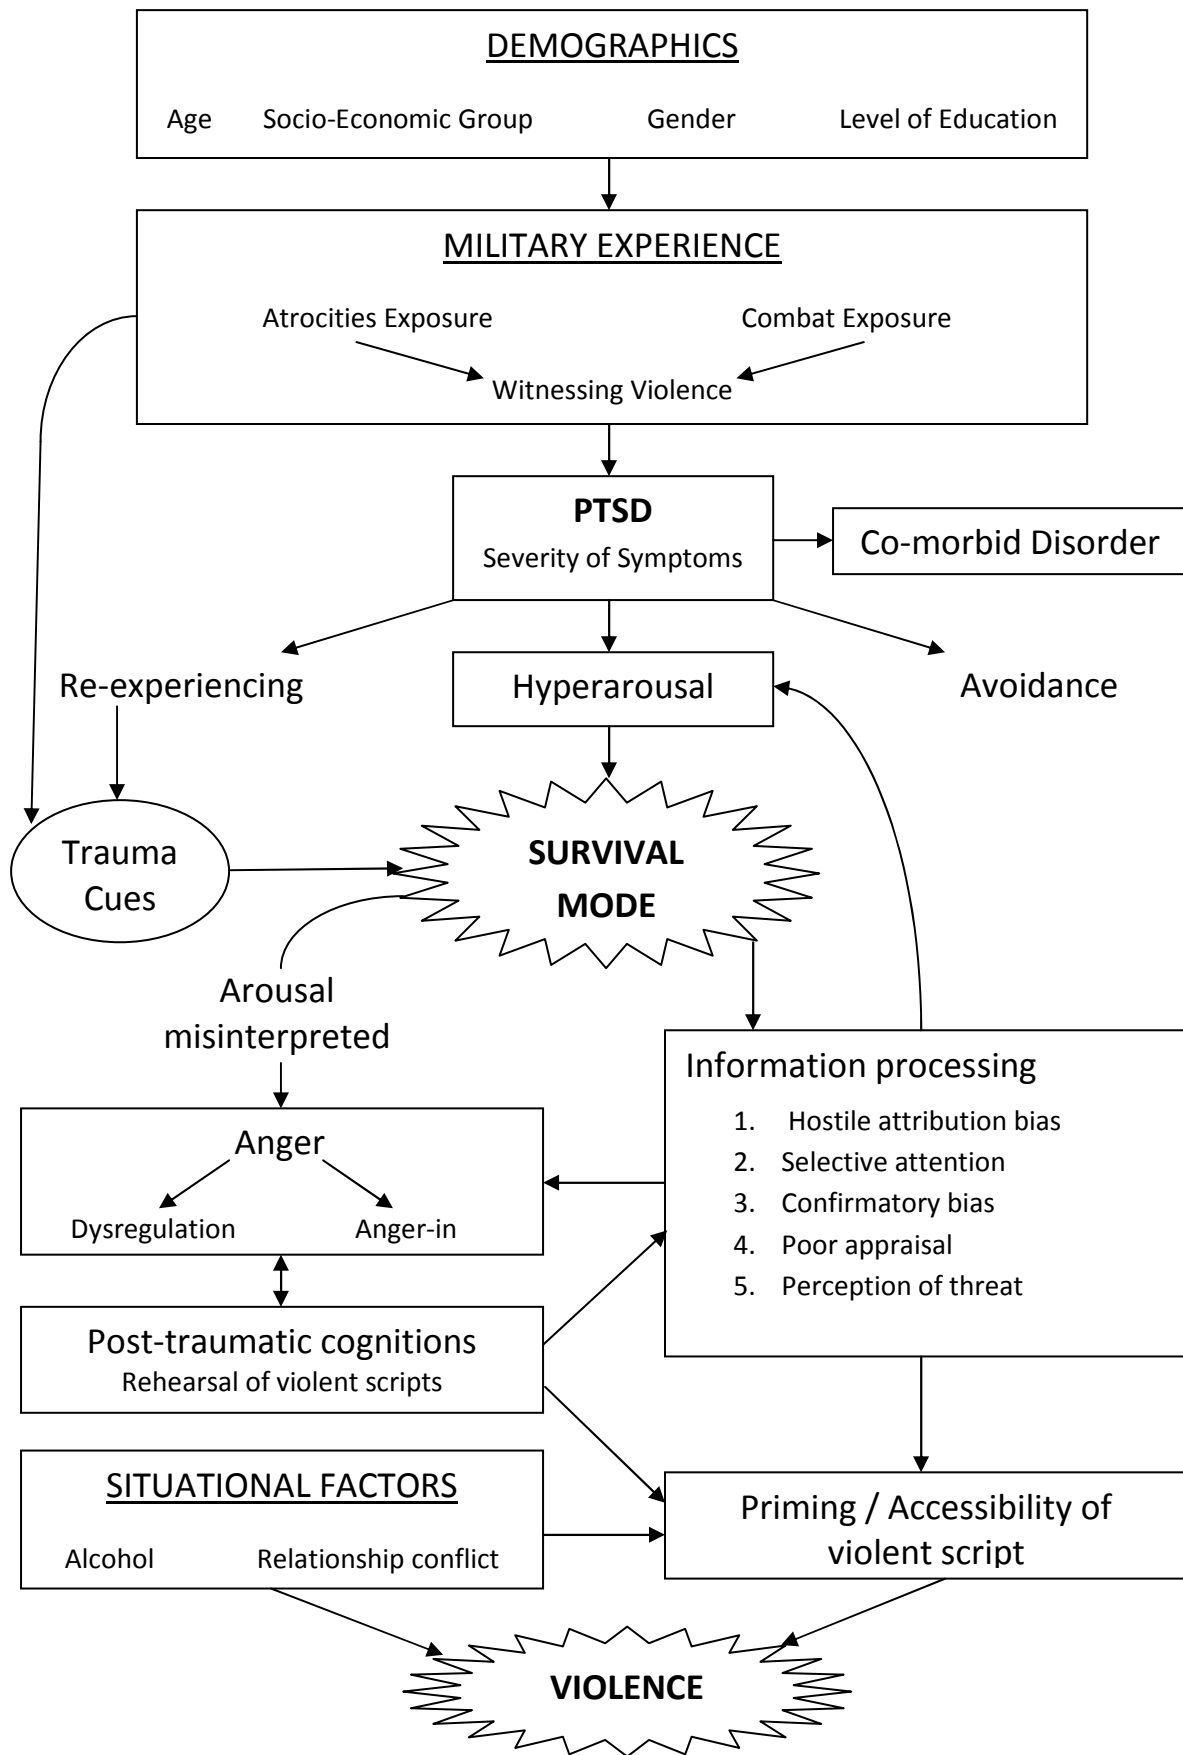 DEMOGRAPHICS
Age Socio-Economic Group Gender Level of Education
MILITARY EXPERIENCE
Atrocities Exposure Combat Exposure
Witnessing Violence
PTSD
Severity of Symptoms
Co-morbid Disorder
Re-experiencing
Hyperarousal
Avoidance
Trauma
Cues
SURVIVAL
MODE
Arousal
misinterpreted
Information processing
1. Hostile attribution bias
2. Selective attention
3. Confirmatory bias
4. Poor appraisal
5. Perception of threat
Anger
Dysregulation Anger-in
Post-traumatic cognitions
Rehearsal of violent scripts
SITUATIONAL FACTORS
Alcohol Relationship conflict
Priming / Accessibility of
violent script
VIOLENCE